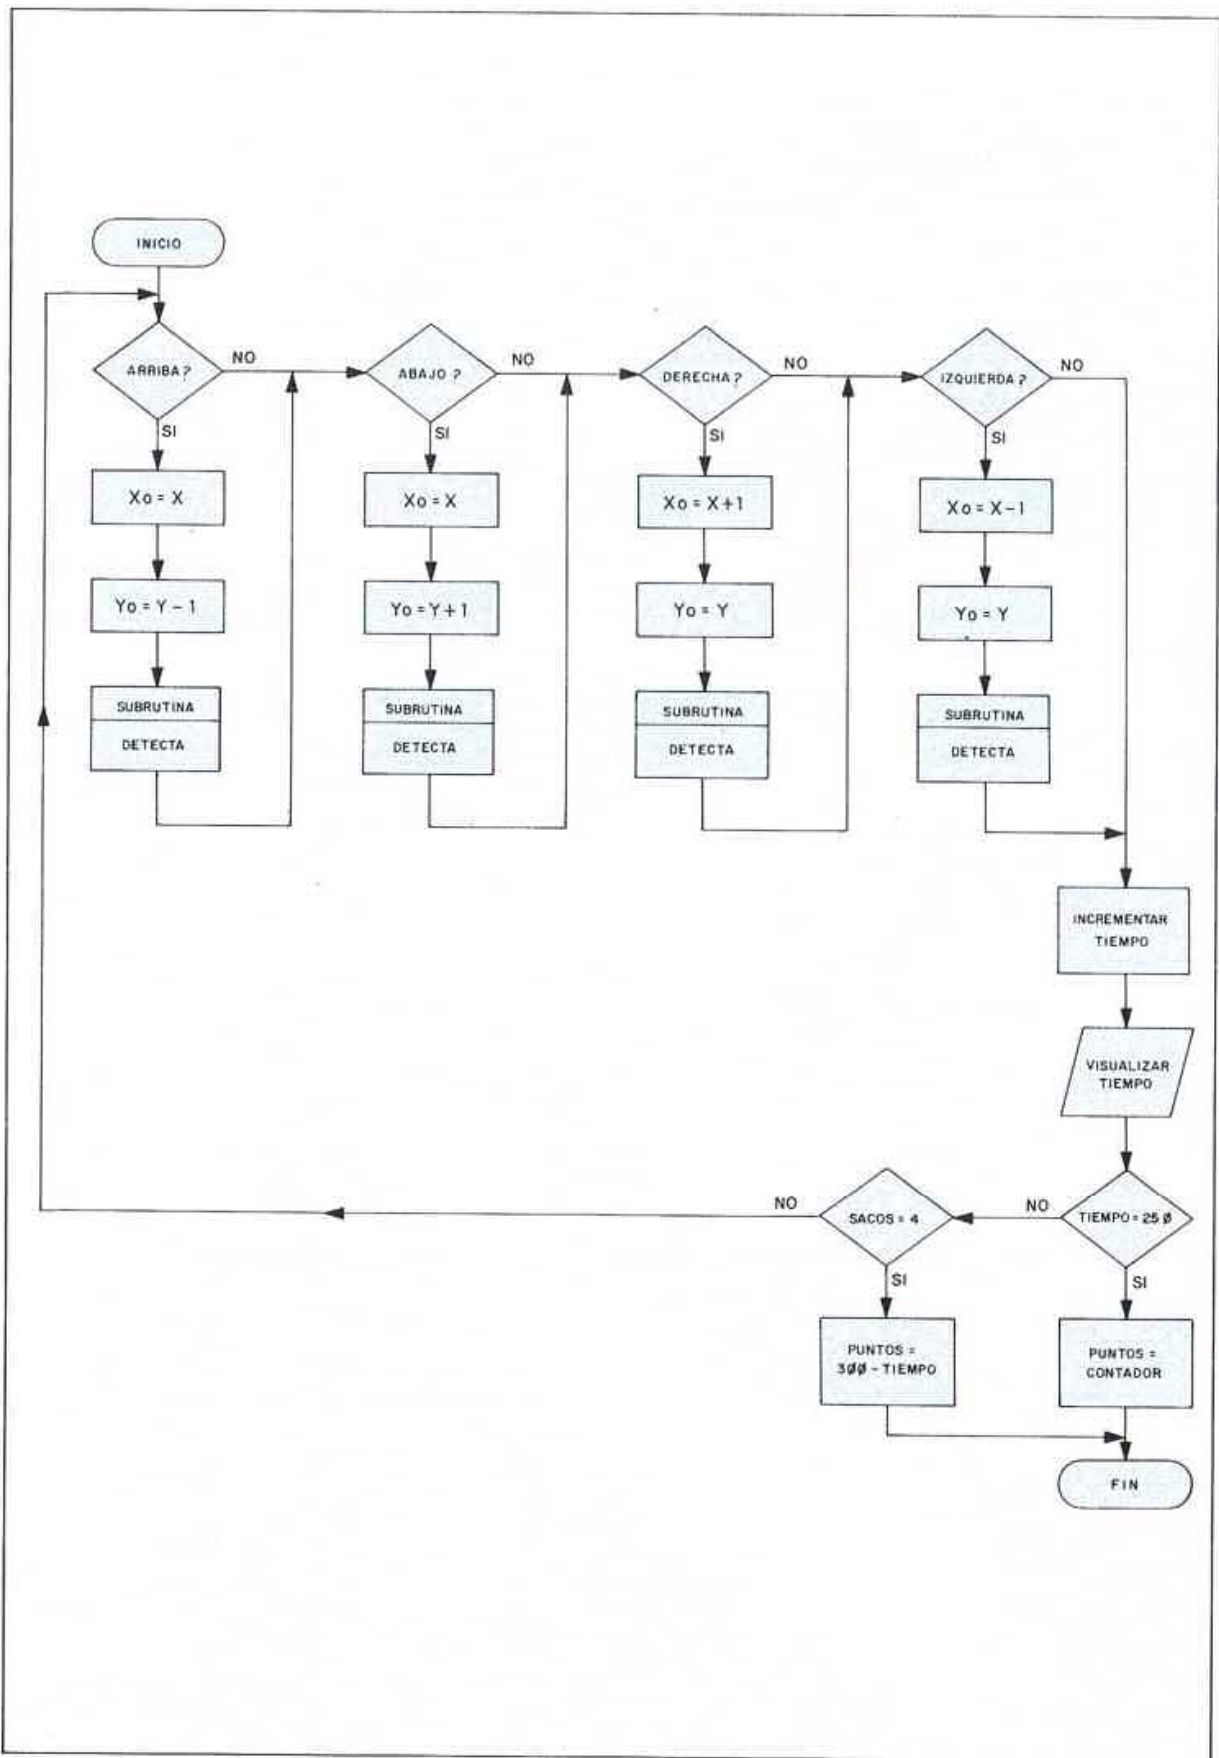 INICIO
ARRIBA?
NO
SI
Xo = X
Yo = Y - 1
SUBRUTINA
DETECTA
ABAJO ?
NO
SI
Xo = X
Yo = Y + 1
SUBRUTINA
DETECTA
DERECHA?
NO
SI
Xo = X+1
Yo = Y
SUBRUTINA
DETECTA
IZQUIERDA?
NO
SI
Xo = X-1
Yo = Y
SUBRUTINA
DETECTA
INCREMENTAR
TIEMPO
VISUALIZAR
TIEMPO
TIEMPO = 25Ø
NO
SI
SACOS = 4
NO
SI
PUNTOS =
3ØØ - TIEMPO
PUNTOS =
CONTADOR
FIN